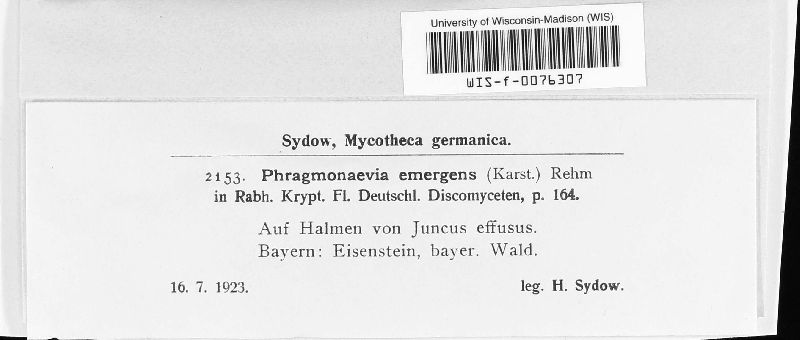 University of Wisconsin-Madison (WIS)
WIS-f-0076307
Sydow, Mycotheca germanica.
2153. Phragmonaevia emergens (Karst.) Rehm
in Rabh. Krypt. Fl. Deutschl. Discomyceten, p. 164.
Auf Halmen von Juncus effusus.
Bayern: Eisenstein, bayer. Wald.
16. 7. 1923. leg. H. Sydow.